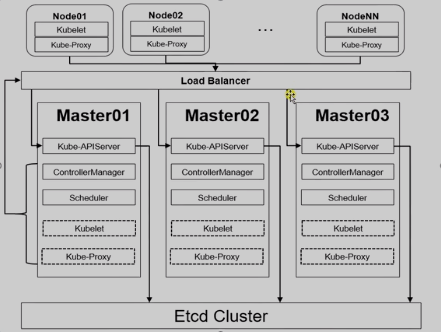 Node01
Kubelet
Kube-Proxy
Node02
Kubelet
Kube-Proxy
...
NodeNN
Kubelet
Kube-Proxy
Load Balancer
Master01
Kube-APIServer
ControllerManager
Scheduler
Kubelet
Kube-Proxy
Master02
Kube-APIServer
ControllerManager
Scheduler
Kubelet
Kube-Proxy
Master03
Kube-APIServer
ControllerManager
Scheduler
Kubelet
Kube-Proxy
Etcd Cluster